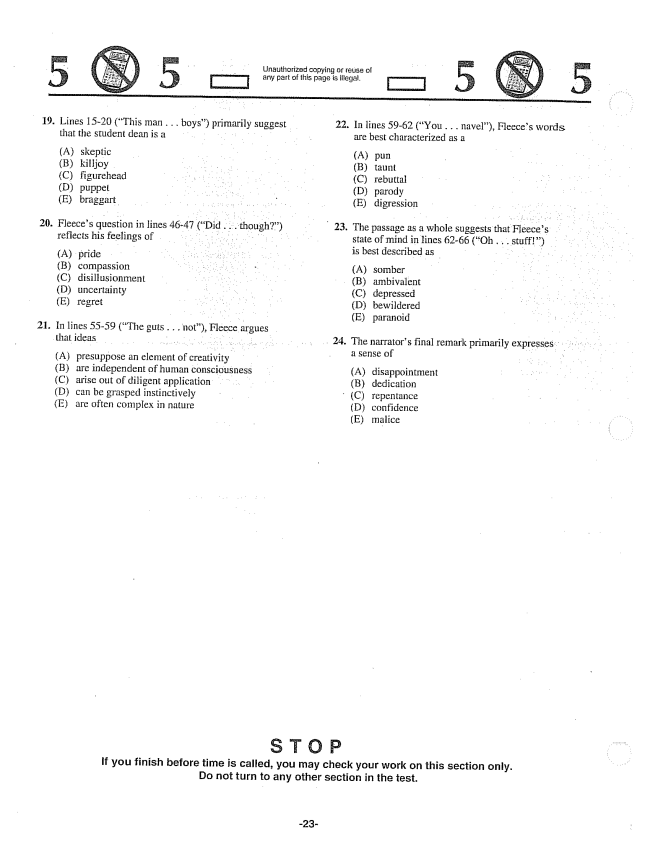 5 5 Unauthorized copying or reuse of
any part of this page is illegal. 5 5
19. Lines 15-20 ("This man . . . boys") primarily suggest
that the student dean is a
(A) skeptic
(B) killjoy
(C) figurehead
(D) puppet
(E) braggart
20. Fleece's question in lines 46-47 ("Did . . . though?")
reflects his feelings of
(A) pride
(B) compassion
(C) disillusionment
(D) uncertainty
(E) regret
21. In lines 55-59 ("The guts . . . not"), Fleece argues
that ideas
(A) presuppose an element of creativity
(B) are independent of human consciousness
(C) arise out of diligent application
(D) can be grasped instinctively
(E) are often complex in nature
22. In lines 59-62 ("You . . . navel"), Fleece's words
are best characterized as a
(A) pun
(B) taunt
(C) rebuttal
(D) parody
(E) digression
23. The passage as a whole suggests that Fleece's
state of mind in lines 62-66 ("Oh . . . stuff!")
is best described as
(A) somber
(B) ambivalent
(C) depressed
(D) bewildered
(E) paranoid
24. The narrator's final remark primarily expresses
a sense of
(A) disappointment
(B) dedication
(C) repentance
(D) confidence
(E) malice
STOP
If you finish before time is called, you may check your work on this section only.
Do not turn to any other section in the test.
-23-